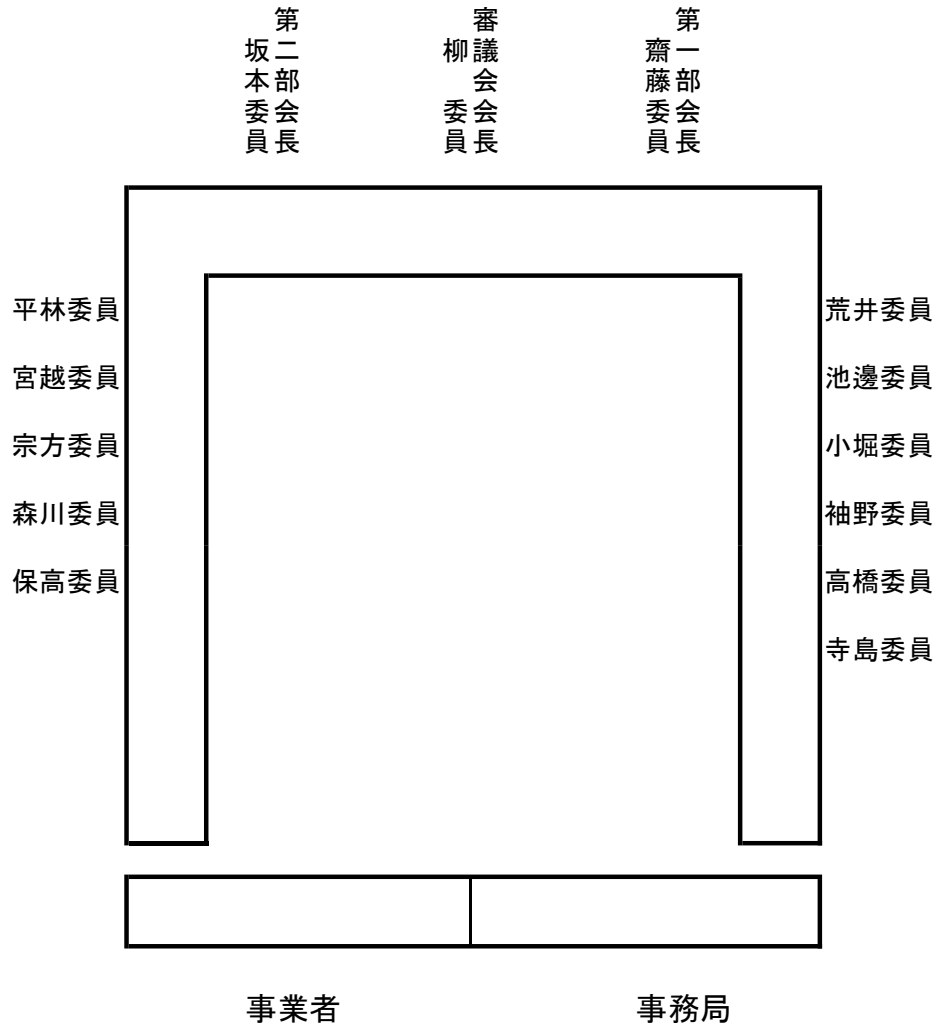 第二部会長
坂本委員
審議会会長
柳　委員
第一部会長
齋藤委員
平林委員
宮越委員
宗方委員
森川委員
保高委員
荒井委員
池邊委員
小堀委員
袖野委員
高橋委員
寺島委員
事業者
事務局